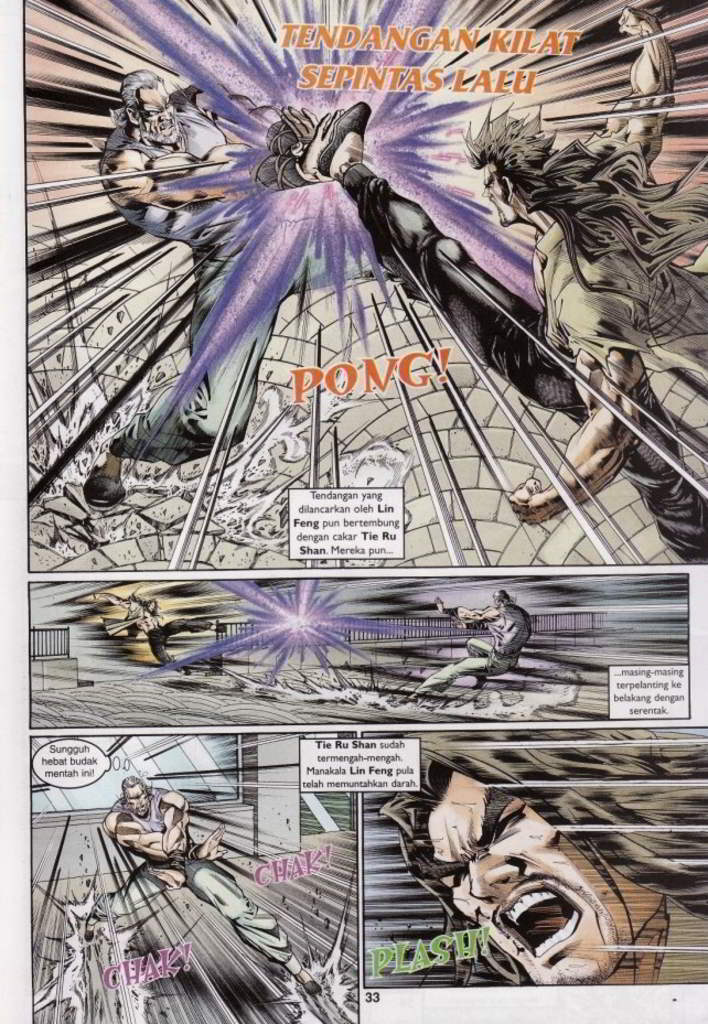 TENDANGAN KILAT
SEPINTAS LALU
PONG!
Tendangan yang
dilancarkan oleh Lin
Feng pun bertembung
dengan cakar Tie Ru
Shan. Mereka pun...
...masing-masing
terpelanting ke
belakang dengan
serentak.
Sungguh
hebat budak
mentah ini!
Tie Ru Shan sudah
termengah-mengah.
Manakala Lin Feng pula
telah memuntahkan darah.
CHAK!
CHAK!
PLASH!
33